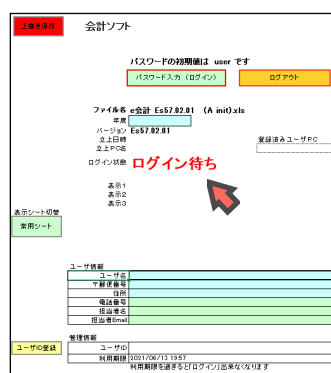 上書き保存 会計ソフト
パスワードの初期値は user です
パスワード入力（ログイン） ログアウト
ファイル名 e会計 Es57.02.01 (A init).xls
年度
バージョン Es57.02.01
立上日時 登録済みユーザPC
立上PC名
ログイン状態 ログイン待ち
表示1
表示2
表示3
表示シート切替
常用シート
ユーザ情報
ユーザ名
〒郵便番号
住所
電話番号
担当者名
担当者Email
管理情報
ユーザID登録 ユーザID
利用期限 2021/06/13 19:57
利用期限を過ぎると「ログイン」出来なくなります